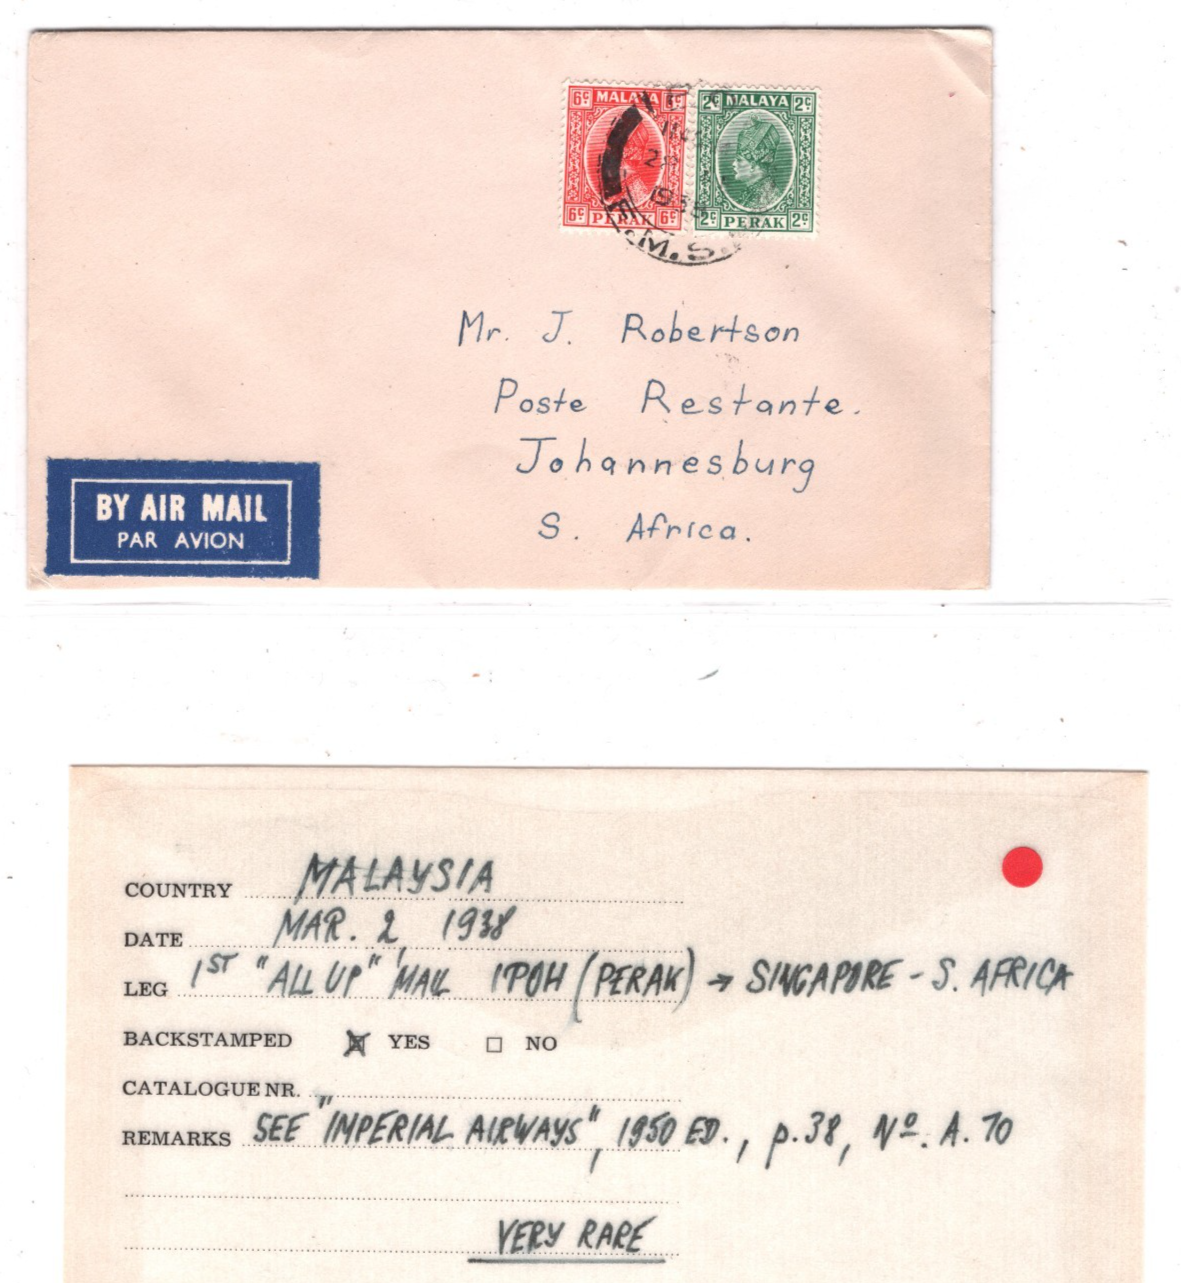 6c MALAYA
6c PERAK 6c
2c MALAYA 2c
2c PERAK 2c
F.M.S.
Mr. J. Robertson
Poste Restante.
Johannesburg
S. Africa.
BY AIR MAIL
PAR AVION
COUNTRY MALAYSIA
DATE MAR. 2, 1938
LEG 1ST "ALL UP" MAIL IPOH (PERAK) → SINGAPORE - S. AFRICA
BACKSTAMPED ☒ YES ☐ NO
CATALOGUE NR.
REMARKS SEE "IMPERIAL AIRWAYS", 1950 ED., p.38, Nº. A. 70
VERY RARE